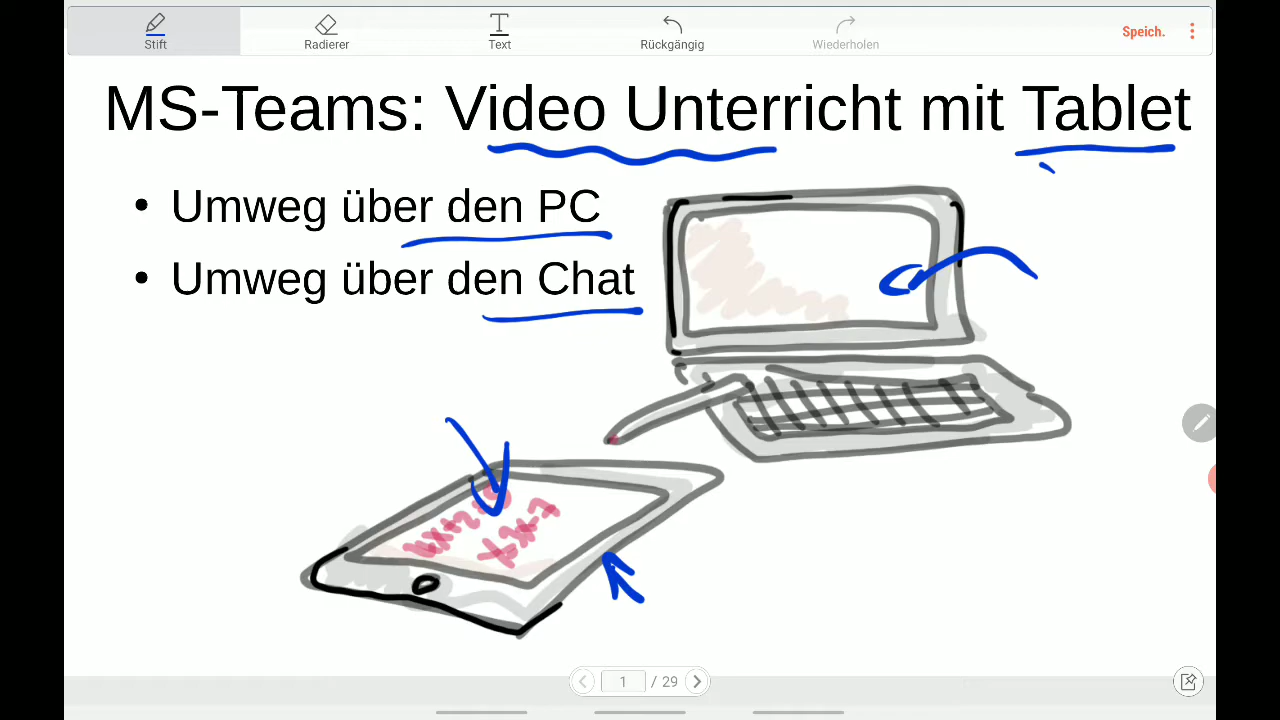 Stift
Radierer
Text
Rückgängig
Wiederholen
Speich.
MS-Teams: Video Unterricht mit Tablet
• Umweg über den PC
• Umweg über den Chat
1 / 29